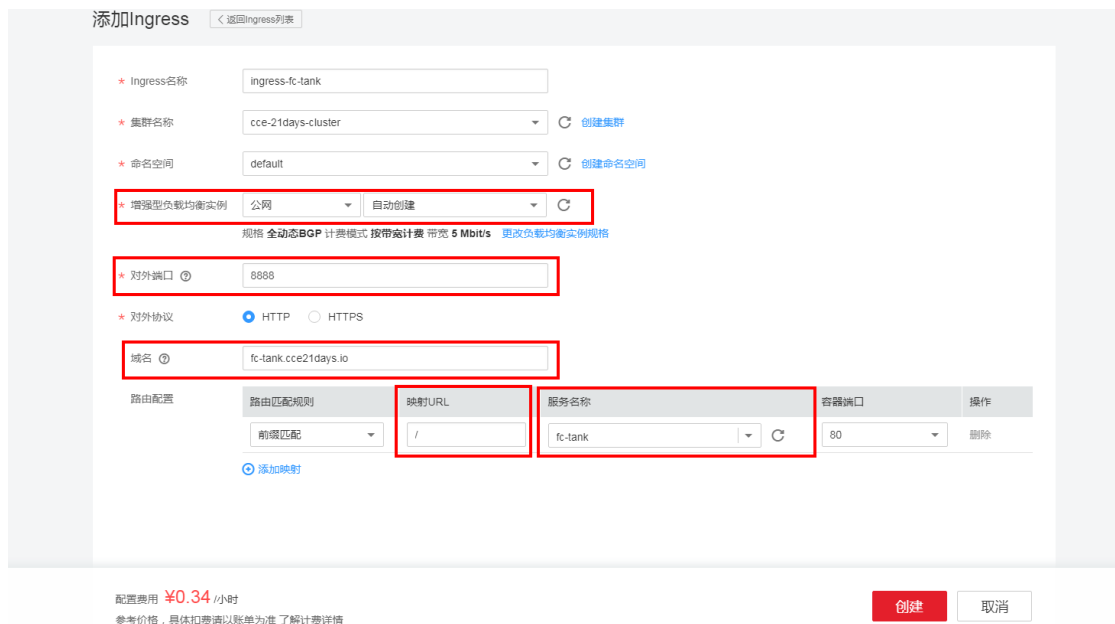 添加Ingress く返回Ingress列表
* Ingress名称 ingress-fc-tank
* 集群名称 cce-21days-cluster 创建集群
* 命名空间 default 创建命名空间
* 增强型负载均衡实例 公网 自动创建
规格 全动态BGP 计费模式 按带宽计费 带宽 5 Mbit/s 更改负载均衡实例规格
* 对外端口 ? 8888
* 对外协议 HTTP HTTPS
域名 ? fc-tank.cce21days.io
路由配置 路由匹配规则 映射URL 服务名称 容器端口 操作
前缀匹配 / fc-tank 80 删除
添加映射
配置费用 ¥0.34 /小时 创建 取消
参考价格，具体扣费请以账单为准 了解计费详情